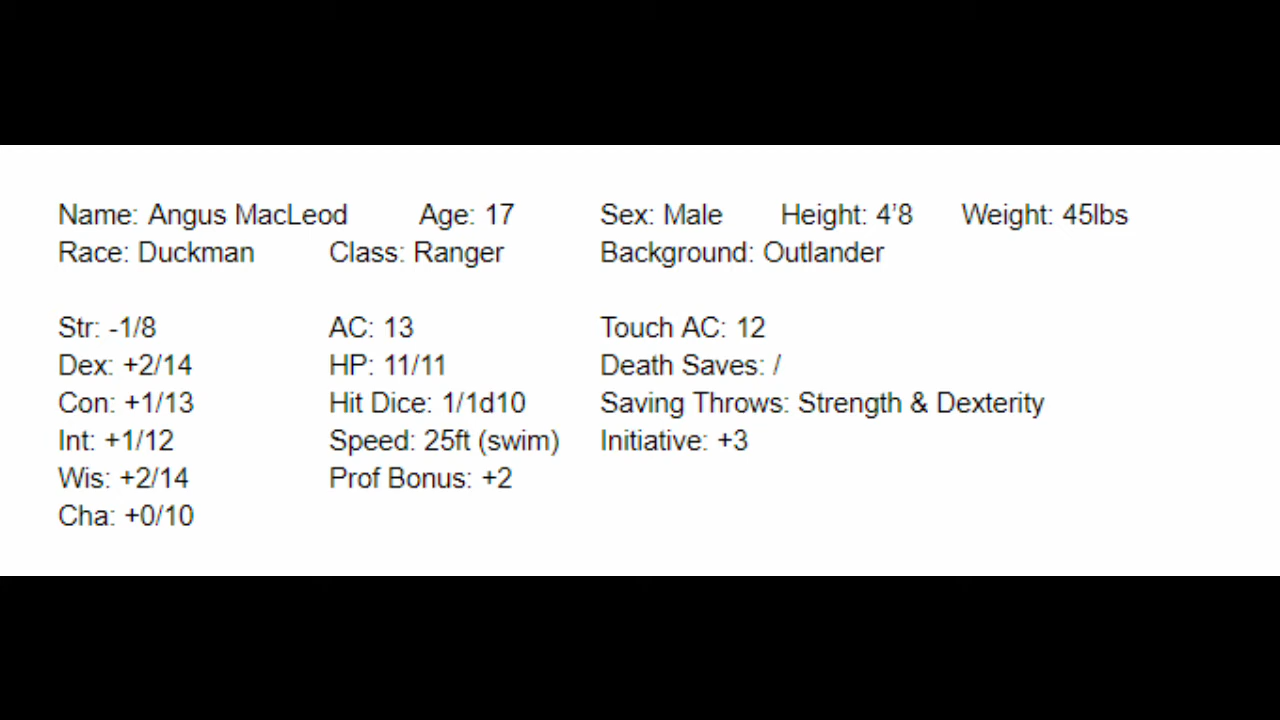 Name: Angus MacLeod Age: 17 Sex: Male Height: 4’8 Weight: 45lbs
Race: Duckman Class: Ranger Background: Outlander
Str: -1/8 AC: 13 Touch AC: 12
Dex: +2/14 HP: 11/11 Death Saves: /
Con: +1/13 Hit Dice: 1/1d10 Saving Throws: Strength & Dexterity
Int: +1/12 Speed: 25ft (swim) Initiative: +3
Wis: +2/14 Prof Bonus: +2
Cha: +0/10